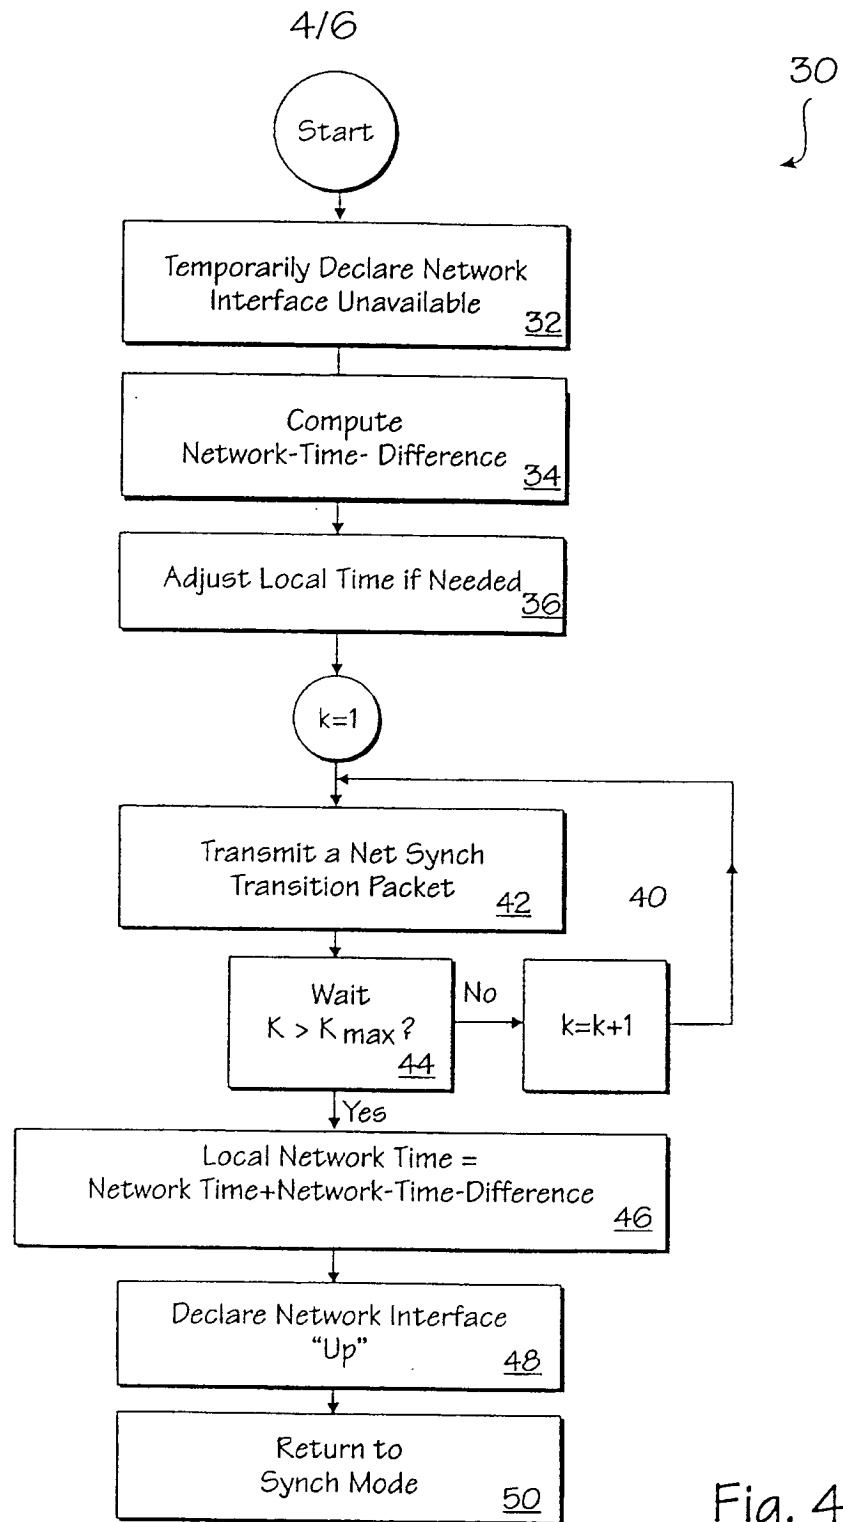 4/6
30
Start
Temporarily Declare Network
Interface Unavailable
32
Compute
Network-Time- Difference
34
Adjust Local Time if Needed
36
k=1
Transmit a Net Synch
Transition Packet
42
40
Wait
K > K max ?
44
No
k=k+1
Yes
Local Network Time =
Network Time+Network-Time-Difference
46
Declare Network Interface
"Up"
48
Return to
Synch Mode
50
Fig. 4